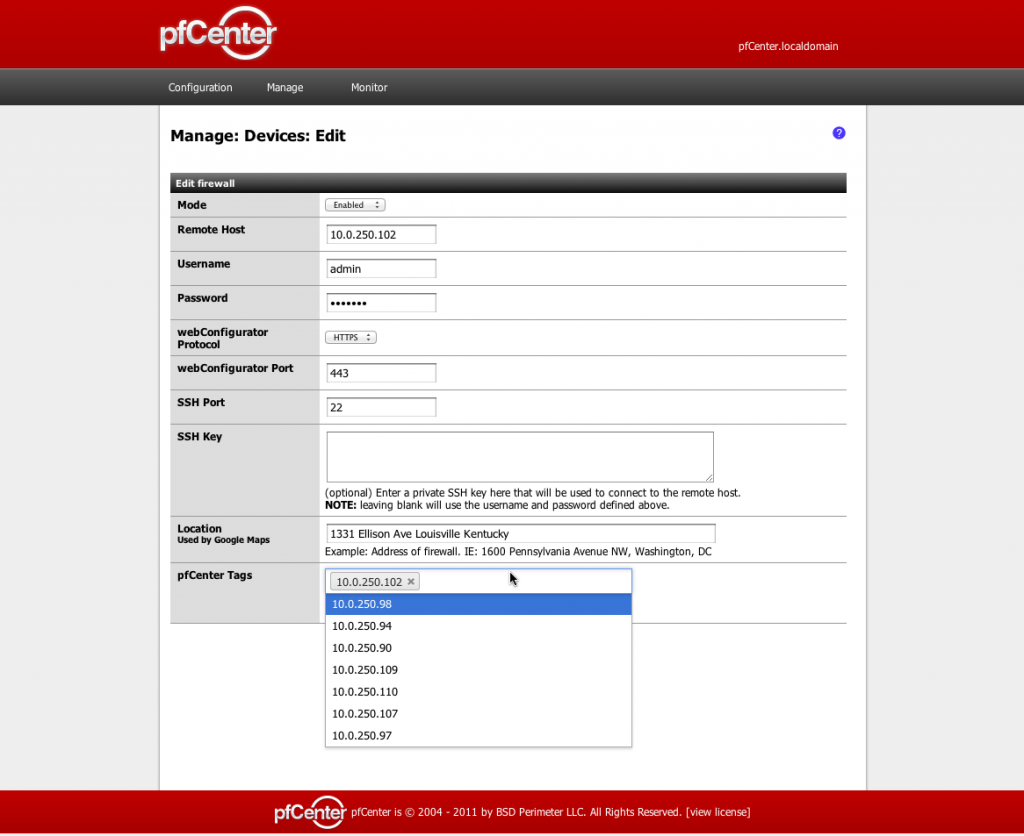 pfCenter
pfCenter.localdomain
Configuration Manage Monitor
Manage: Devices: Edit
?
Edit firewall
Mode Enabled
Remote Host 10.0.250.102
Username admin
Password •••••••
webConfigurator
Protocol HTTPS
webConfigurator Port 443
SSH Port 22
SSH Key
(optional) Enter a private SSH key here that will be used to connect to the remote host.
NOTE: leaving blank will use the username and password defined above.
Location 1331 Ellison Ave Louisville Kentucky
Used by Google Maps
Example: Address of firewall. IE: 1600 Pennsylvania Avenue NW, Washington, DC
pfCenter Tags 10.0.250.102 ×
10.0.250.98
10.0.250.94
10.0.250.90
10.0.250.109
10.0.250.110
10.0.250.107
10.0.250.97
pfCenter pfCenter is © 2004 - 2011 by BSD Perimeter LLC. All Rights Reserved. [view license]